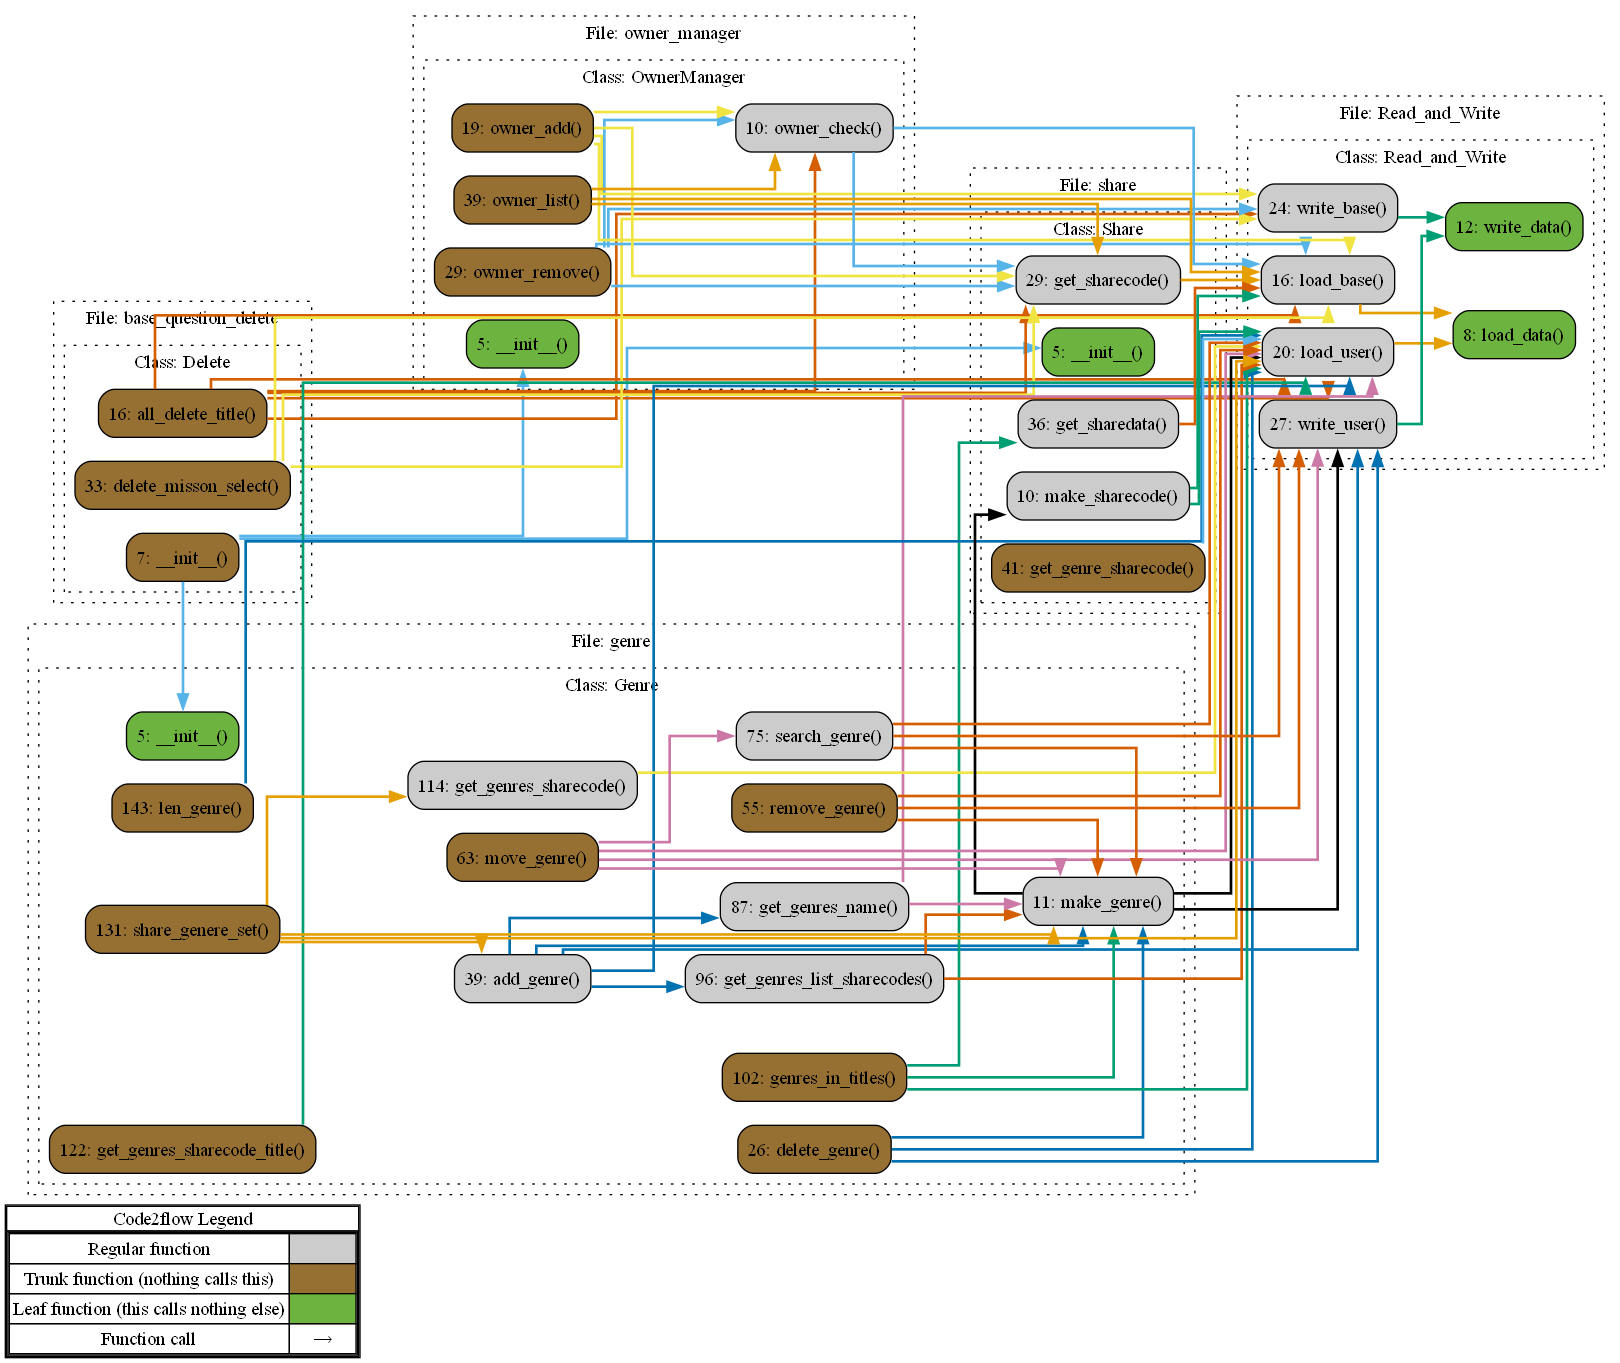 File: owner_manager
Class: OwnerManager
19: owner_add()
10: owner_check()
39: owner_list()
29: owmer_remove()
5: __init__()
File: Read_and_Write
Class: Read_and_Write
24: write_base()
12: write_data()
16: load_base()
8: load_data()
20: load_user()
27: write_user()
File: share
Class: Share
29: get_sharecode()
5: __init__()
36: get_sharedata()
10: make_sharecode()
41: get_genre_sharecode()
File: base_question_delete
Class: Delete
16: all_delete_title()
33: delete_misson_select()
7: __init__()
File: genre
Class: Genre
5: __init__()
75: search_genre()
114: get_genres_sharecode()
143: len_genre()
55: remove_genre()
63: move_genre()
87: get_genres_name()
11: make_genre()
131: share_genere_set()
39: add_genre()
96: get_genres_list_sharecodes()
102: genres_in_titles()
122: get_genres_sharecode_title()
26: delete_genre()
Code2flow Legend
Regular function
Trunk function (nothing calls this)
Leaf function (this calls nothing else)
Function call →